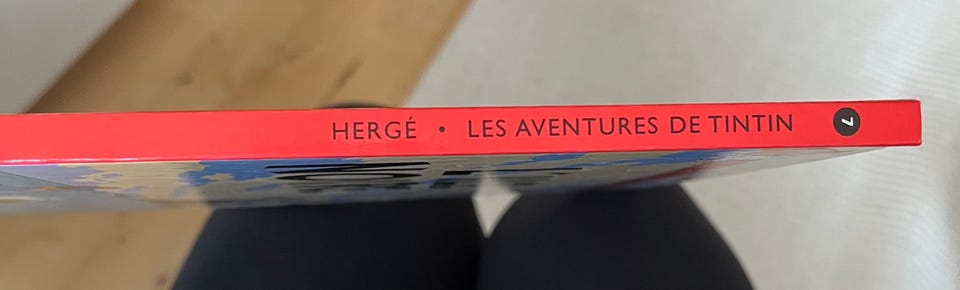 HERGÉ • LES AVENTURES DE TINTIN 7